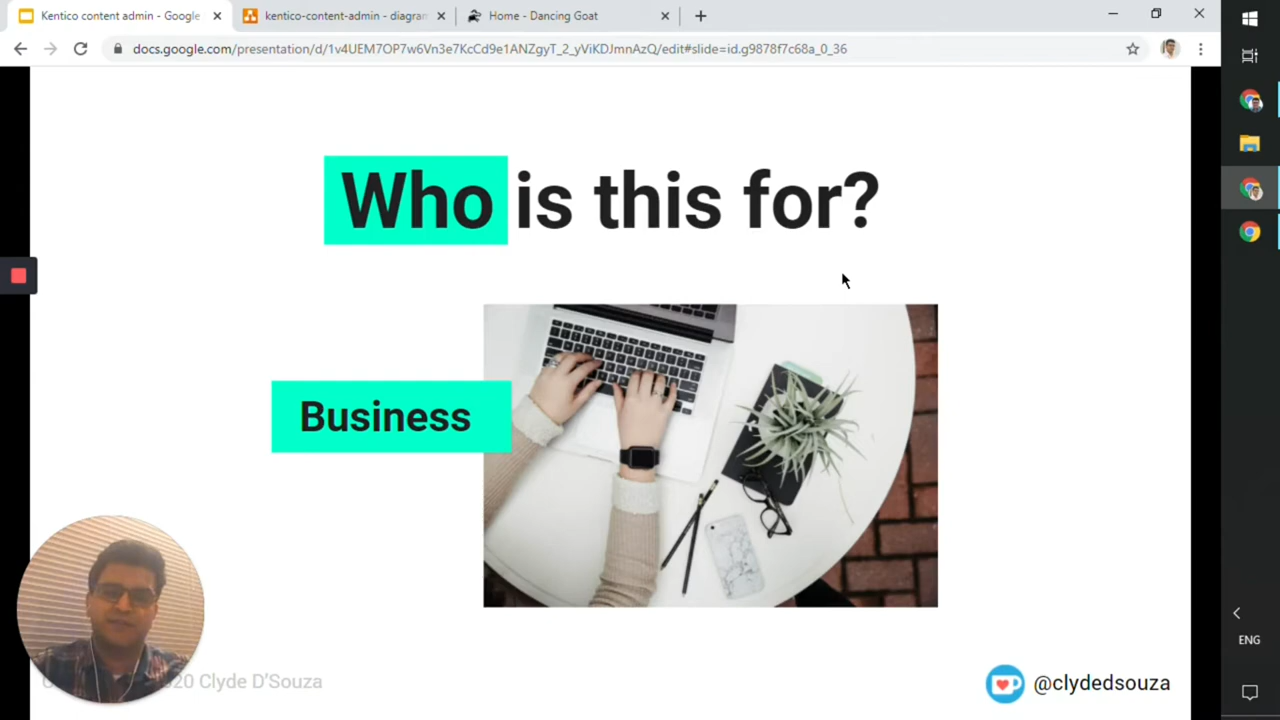 Kentico content admin - Google
kentico-content-admin - diagram
Home - Dancing Goat
docs.google.com/presentation/d/1v4UEM7OP7w6Vn3e7KcCd9e1ANZgyT_2_yViKDJmnAzQ/edit#slide=id.g9878f7c68a_0_36
Who is this for?
Business
20 Clyde D'Souza
@clydedsouza
ENG